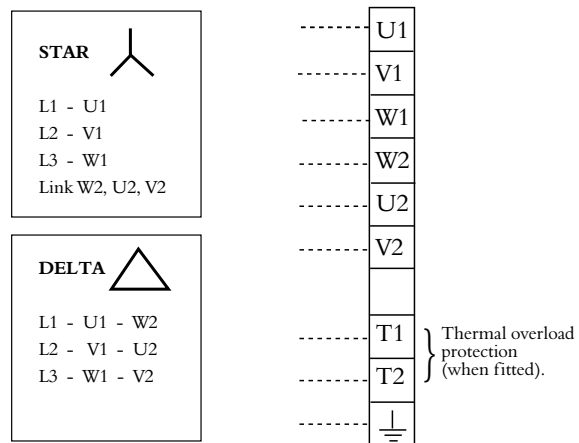 STAR
L1 - U1
L2 - V1
L3 - W1
Link W2, U2, V2
DELTA
L1 - U1 - W2
L2 - V1 - U2
L3 - W1 - V2
U1
V1
W1
W2
U2
V2
T1
T2
Thermal overload
protection
(when fitted).